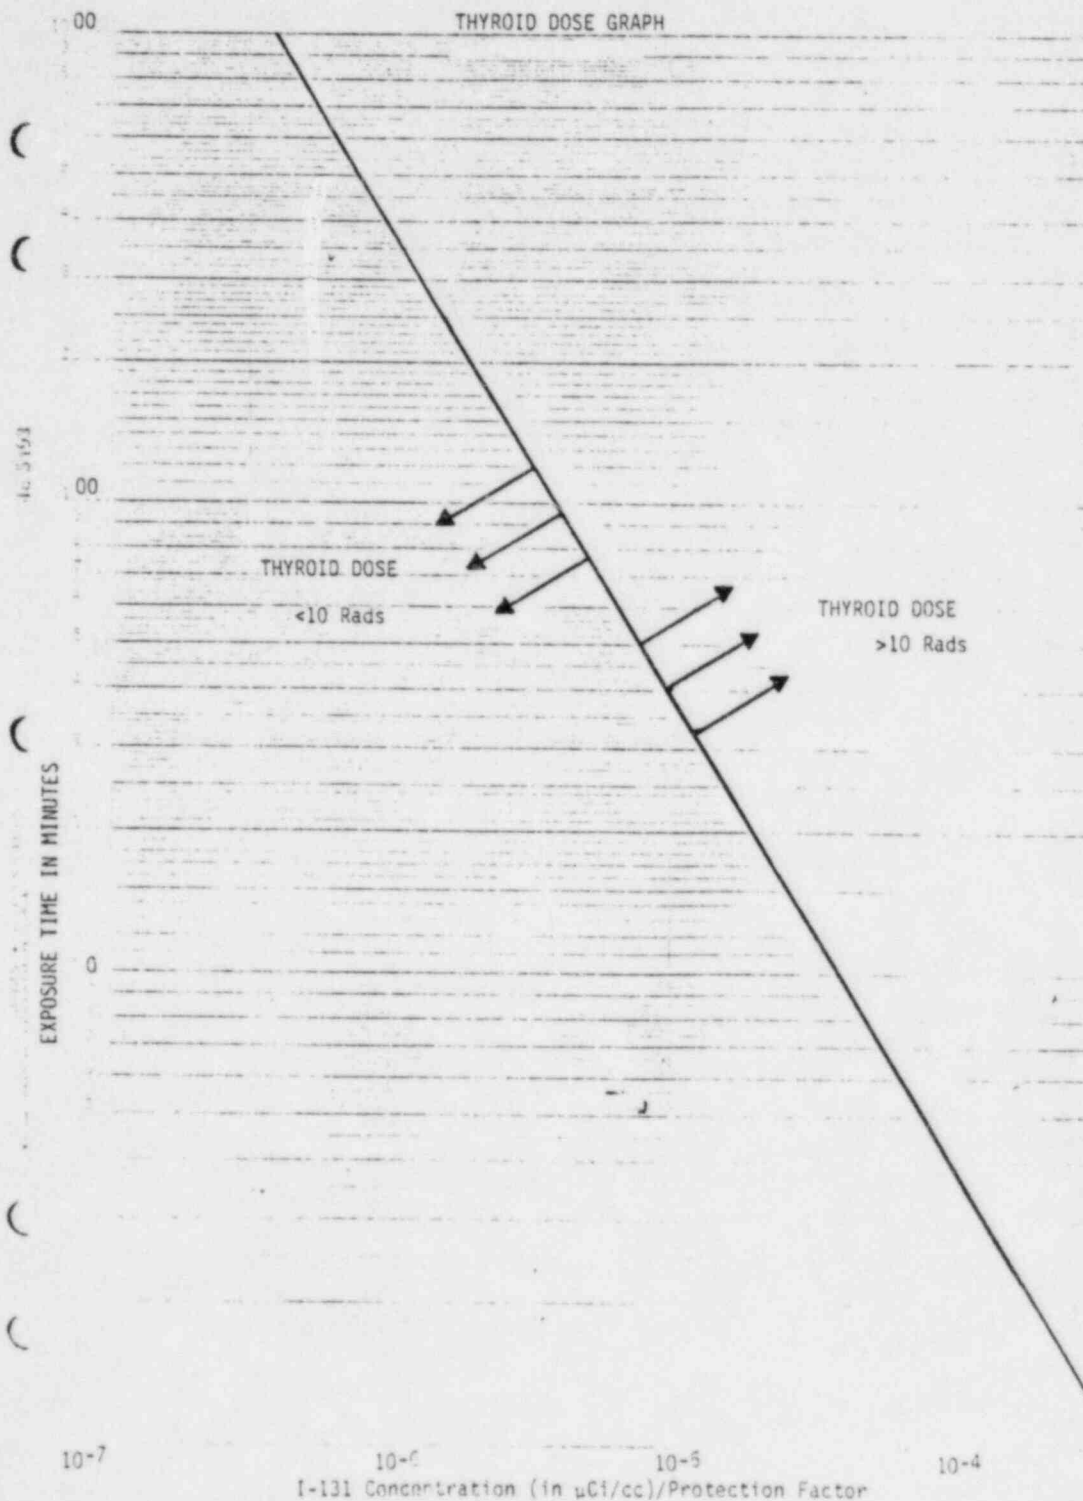 THYROID DOSE GRAPH
00
00
0
EXPOSURE TIME IN MINUTES
THYROID DOSE
<10 Rads
THYROID DOSE
>10 Rads
10-7
10-5
10-4
I-131 Concentration (in µCi/cc)/Protection Factor